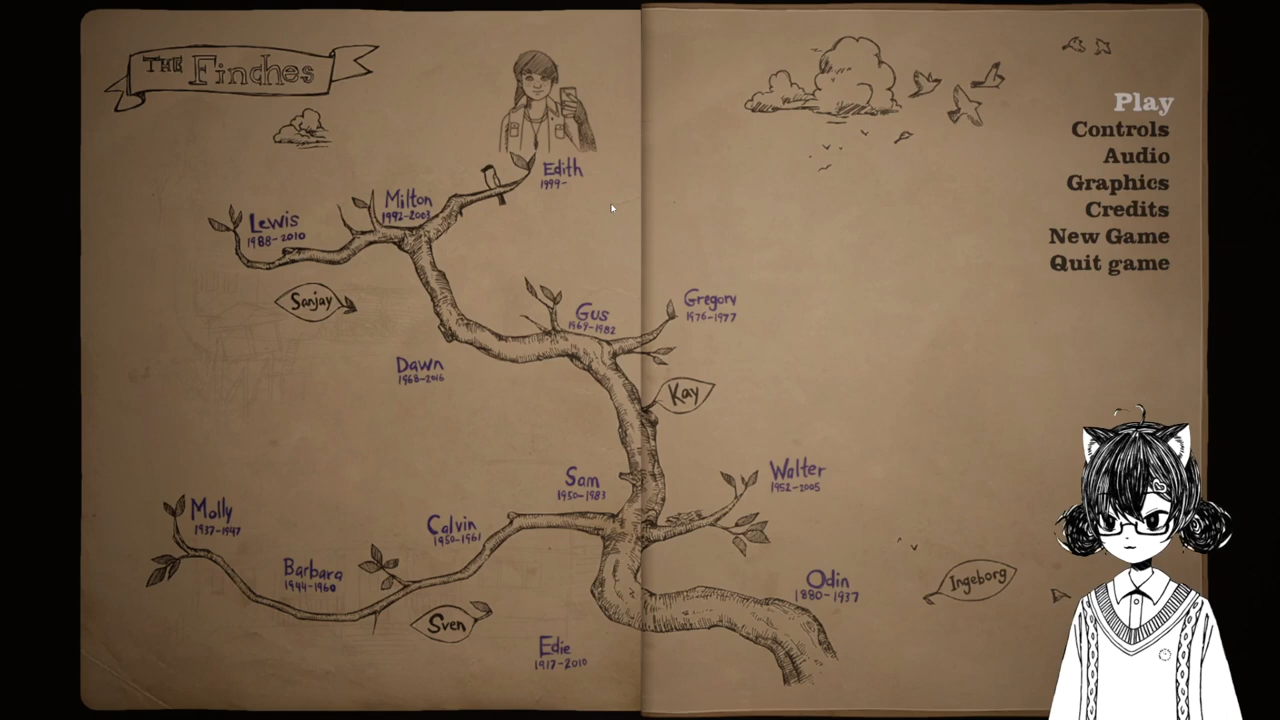 THE Finches
Edith
1999-
Milton
1992-2003
Lewis
1988-2010
Sanjay
Gus
1969-1982
Gregory
1976-1977
Dawn
1968-2016
Kay
Sam
1950-1983
Walter
1952-2005
Molly
1937-1947
Calvin
1950-1961
Barbara
1944-1960
Sven
Odin
1880-1937
Ingeborg
Edie
1917-2010
Play
Controls
Audio
Graphics
Credits
New Game
Quit game